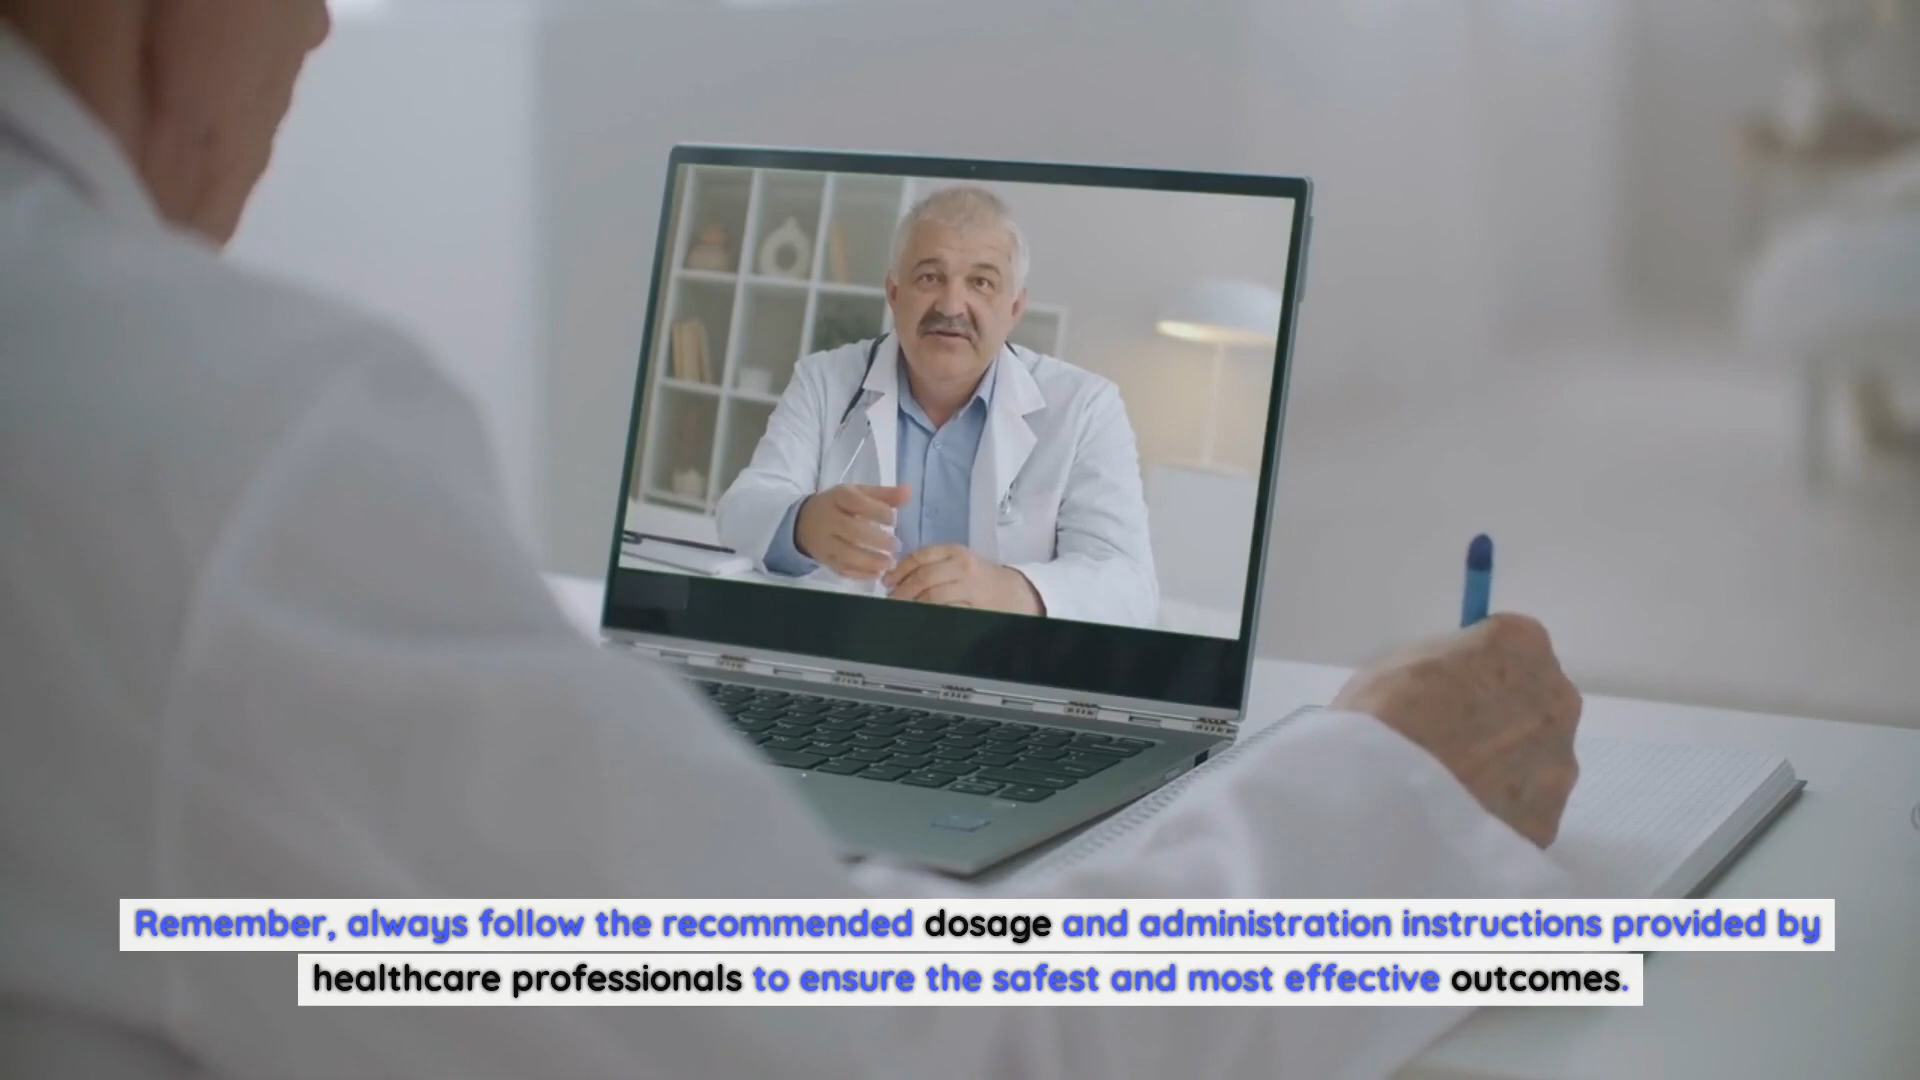 Remember, always follow the recommended dosage and administration instructions provided by
healthcare professionals to ensure the safest and most effective outcomes.